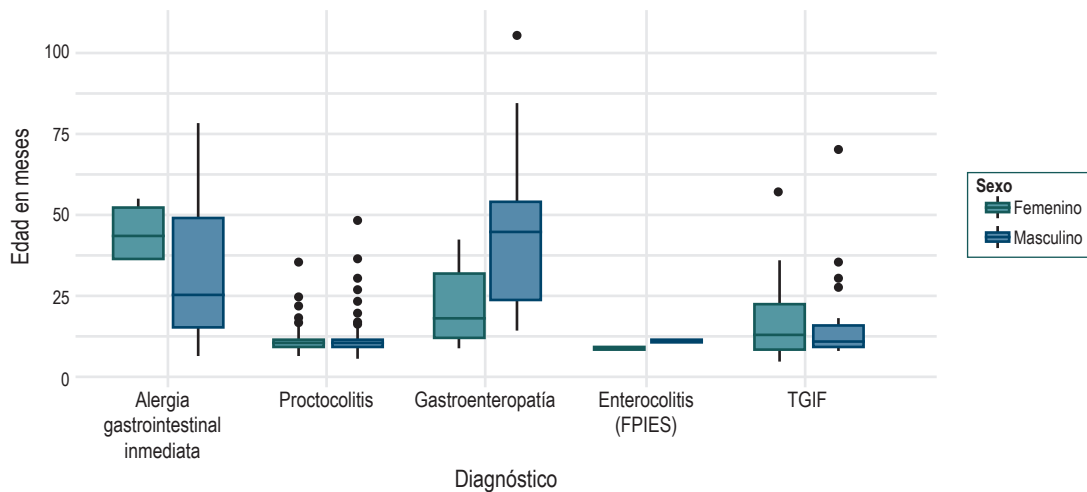 Edad en meses
100
75
50
25
0
Alergia
gastrointestinal
inmediata
Proctocolitis
Gastroenteropatía
Enterocolitis
(FPIES)
TGIF
Diagnóstico
Sexo
Femenino
Masculino